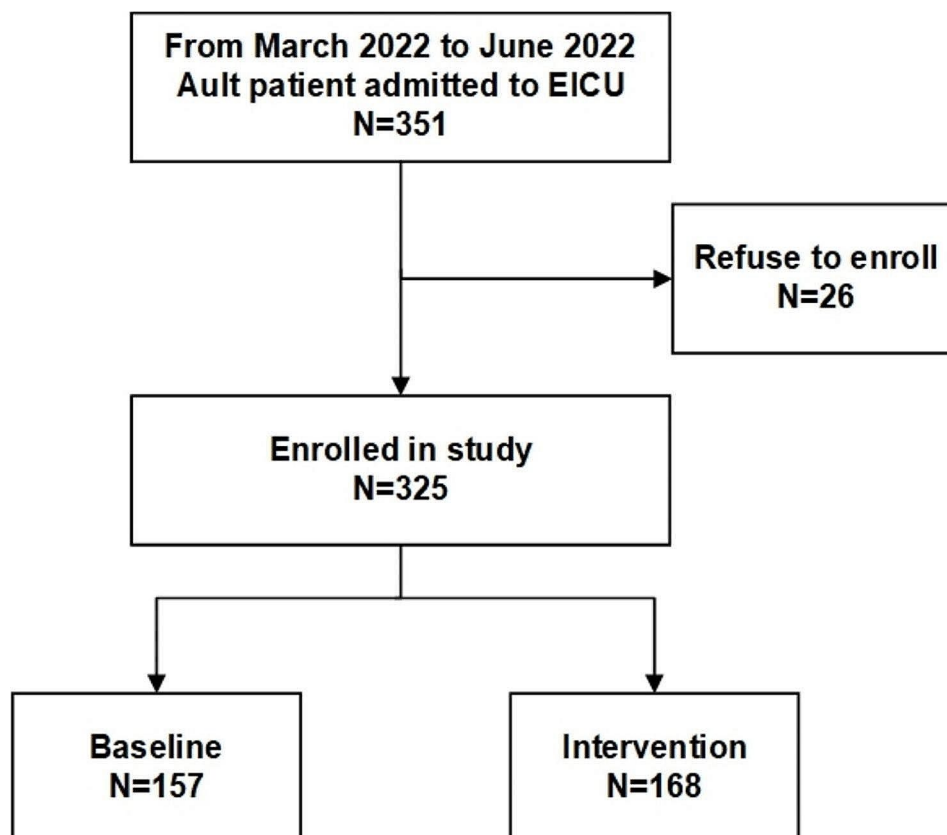 From March 2022 to June 2022
Ault patient admitted to EICU
N=351
Refuse to enroll
N=26
Enrolled in study
N=325
Baseline
N=157
Intervention
N=168